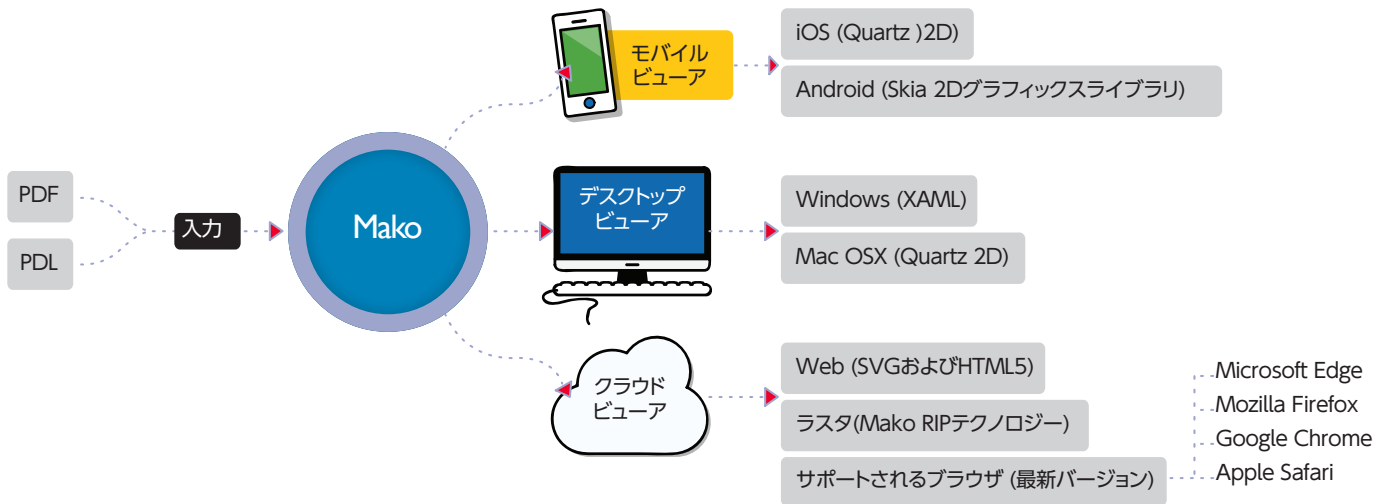 PDF
PDL
入力
Mako
モバイル
ビューア
iOS (Quartz )2D)
Android (Skia 2Dグラフィックスライブラリ)
デスクトップ
ビューア
Windows (XAML)
Mac OSX (Quartz 2D)
クラウド
ビューア
Web (SVGおよびHTML5)
ラスタ(Mako RIPテクノロジー)
サポートされるブラウザ (最新バージョン)
Microsoft Edge
Mozilla Firefox
Google Chrome
Apple Safari